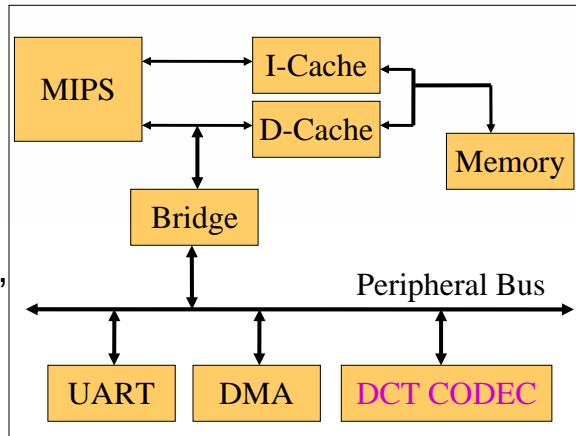 I-Cache
MIPS
D-Cache
Memory
Bridge
,
Peripheral Bus
UART
DMA
DCT CODEC